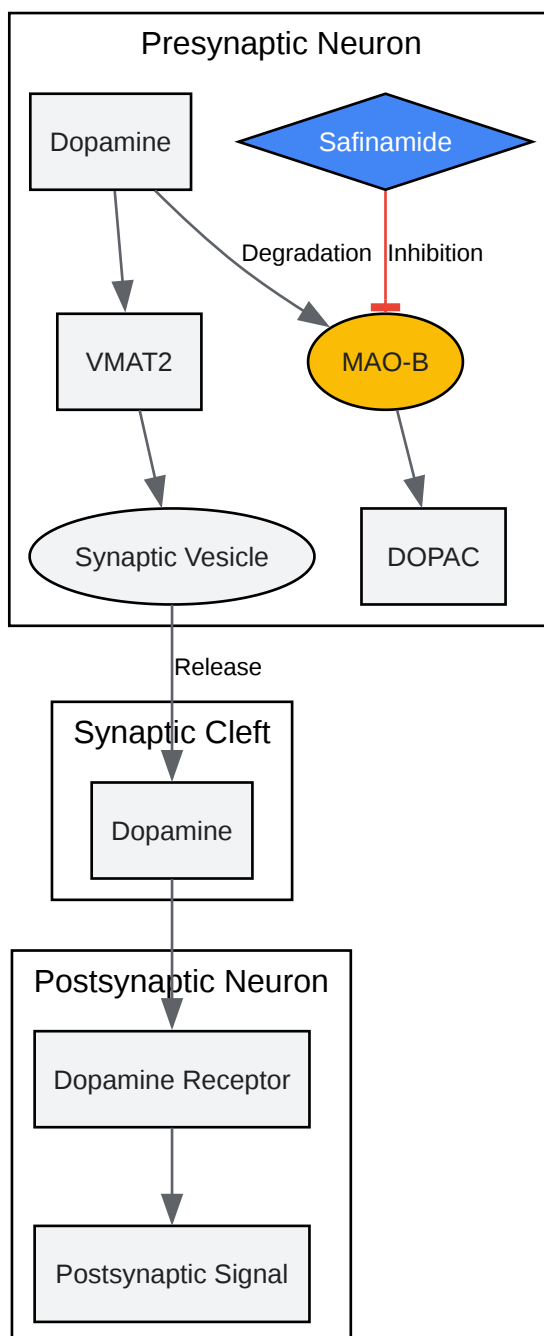 Presynaptic Neuron
Dopamine
Safinamide
Degradation
Inhibition
VMAT2
MAO-B
Synaptic Vesicle
DOPAC
Release
Synaptic Cleft
Dopamine
Postsynaptic Neuron
Dopamine Receptor
Postsynaptic Signal